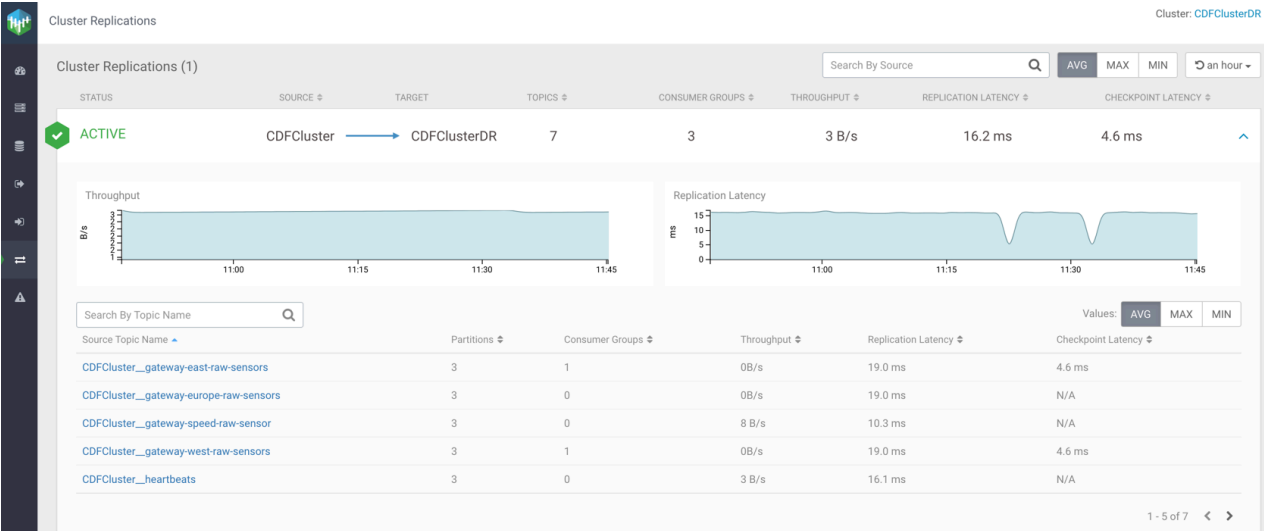 Cluster Replications
Cluster: CDFClusterDR
Cluster Replications (1)
Search By Source
AVG MAX MIN
an hour
STATUS SOURCE TARGET TOPICS CONSUMER GROUPS THROUGHPUT REPLICATION LATENCY CHECKPOINT LATENCY
ACTIVE CDFCluster CDFClusterDR 7 3 3 B/s 16.2 ms 4.6 ms
Throughput
B/s
11:00 11:15 11:30 11:45
Replication Latency
ms
15
10
5
0
11:00 11:15 11:30 11:45
Search By Topic Name
Values: AVG MAX MIN
Source Topic Name Partitions Consumer Groups Throughput Replication Latency Checkpoint Latency
CDFCluster__gateway-east-raw-sensors 3 1 0B/s 19.0 ms 4.6 ms
CDFCluster__gateway-europe-raw-sensors 3 0 0B/s 19.0 ms N/A
CDFCluster__gateway-speed-raw-sensor 3 0 8 B/s 10.3 ms N/A
CDFCluster__gateway-west-raw-sensors 3 1 0B/s 19.0 ms 4.6 ms
CDFCluster__heartbeats 3 0 3 B/s 16.1 ms N/A
1 - 5 of 7